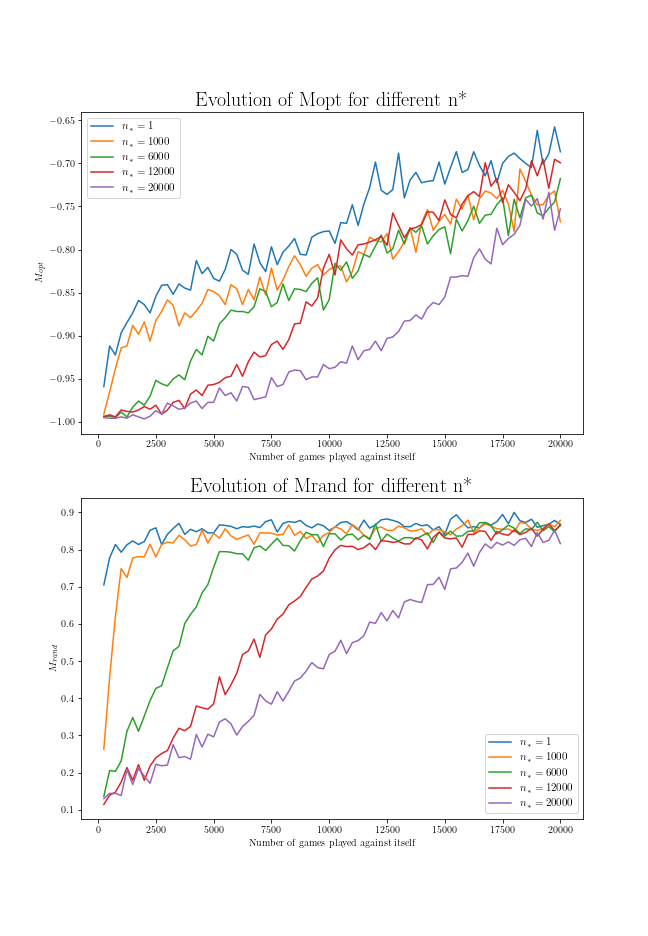 Evolution of Mopt for different n*
−0.65
−0.70
−0.75
−0.80
−0.85
−0.90
−0.95
−1.00
M_opt
n_* = 1
n_* = 1000
n_* = 6000
n_* = 12000
n_* = 20000
0 2500 5000 7500 10000 12500 15000 17500 20000
Number of games played against itself
Evolution of Mrand for different n*
0.9
0.8
0.7
0.6
0.5
0.4
0.3
0.2
0.1
M_rand
n_* = 1
n_* = 1000
n_* = 6000
n_* = 12000
n_* = 20000
0 2500 5000 7500 10000 12500 15000 17500 20000
Number of games played against itself